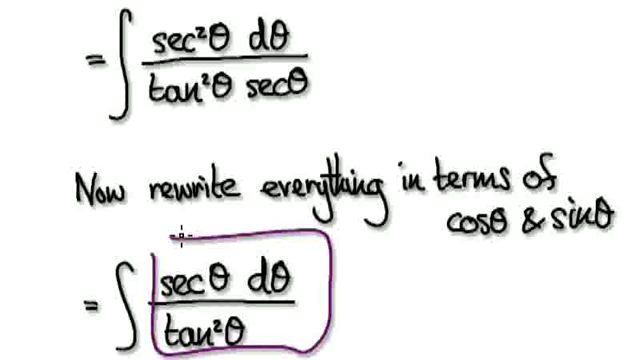 = ∫ sec²θ dθ
tan²θ secθ
Now rewrite everything in terms of
cosθ & sinθ
= ∫ secθ dθ
tan²θ